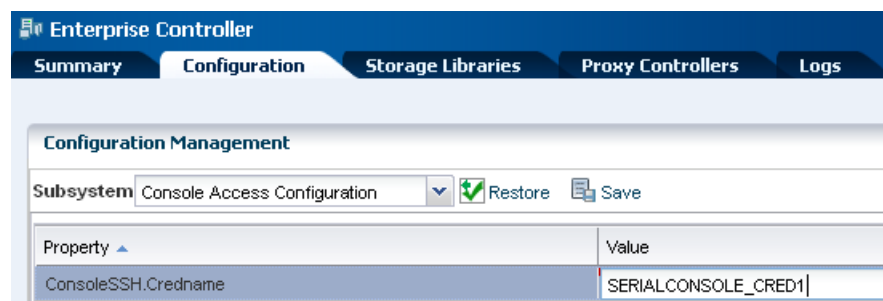 Enterprise Controller
Summary Configuration Storage Libraries Proxy Controllers Logs
Configuration Management
Subsystem Console Access Configuration Restore Save
Property Value
ConsoleSSH.Credname SERIALCONSOLE_CRED1